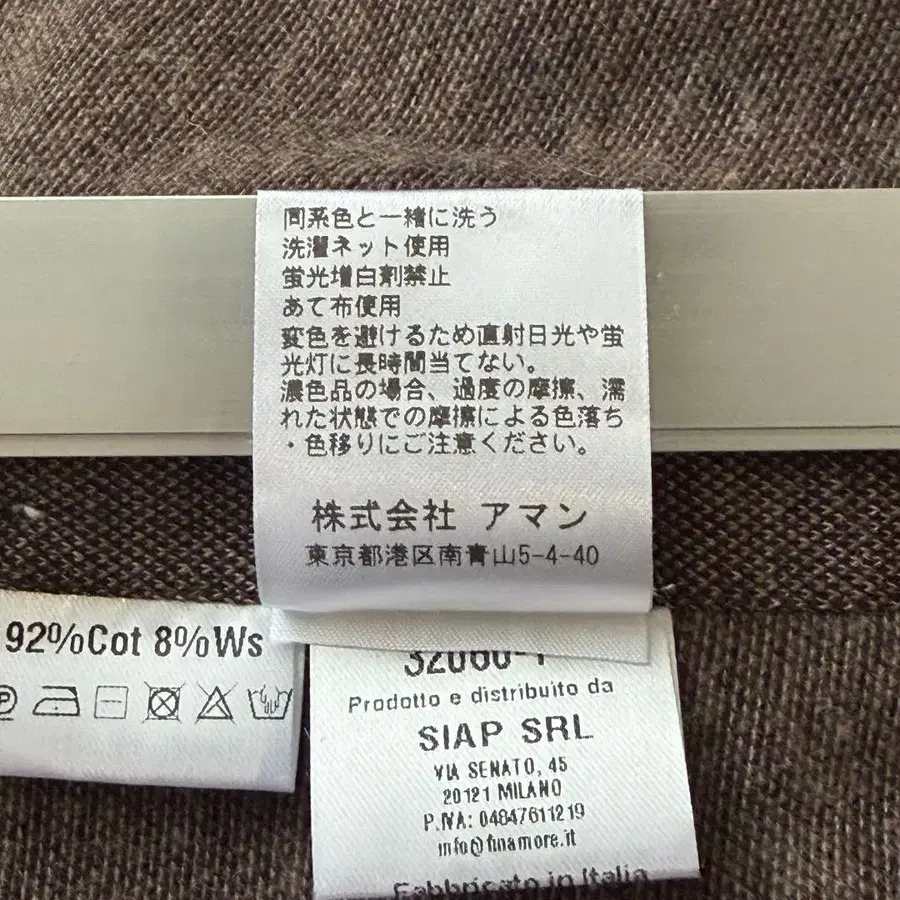 同系色と一緒に洗う
洗濯ネット使用
蛍光増白剤禁止
あて布使用
変色を避けるため直射日光や蛍
光灯に長時間当てない。
濃色品の場合、過度の摩擦、濡
れた状態での摩擦による色落ち
・色移りにご注意ください。
株式会社 アマン
東京都港区南青山5-4-40
92%Cot 8%Ws
P
Prodotto e distribuito da
SIAP SRL
VIA SENATO, 45
20121 MILANO
P.IVA: 04847611219
info@finamore.it
Fabbricato in Italia